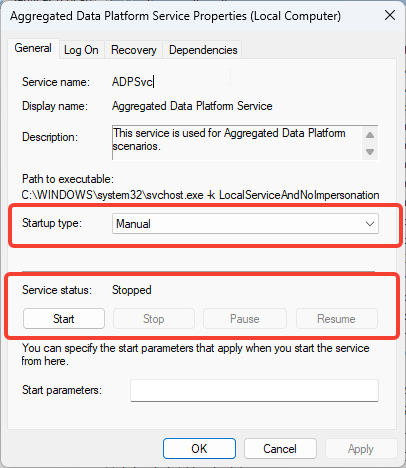 Aggregated Data Platform Service Properties (Local Computer)
General Log On Recovery Dependencies
Service name: ADPSvc
Display name: Aggregated Data Platform Service
Description: This service is used for Aggregated Data Platform
scenarios.
Path to executable:
C:\WINDOWS\system32\svchost.exe -k LocalServiceAndNoImpersonation
Startup type: Manual
Service status: Stopped
Start Stop Pause Resume
You can specify the start parameters that apply when you start the service
from here.
Start parameters:
OK Cancel Apply